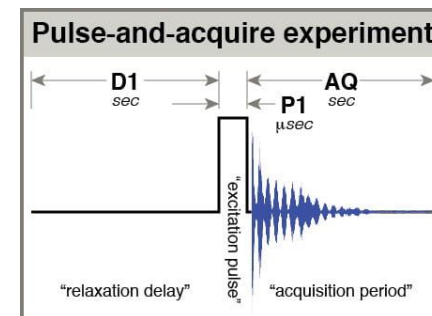 Pulse-and-acquire experiment
D1
sec
AQ
sec
P1
μsec
"excitation pulse"
"relaxation delay"
"acquisition period"